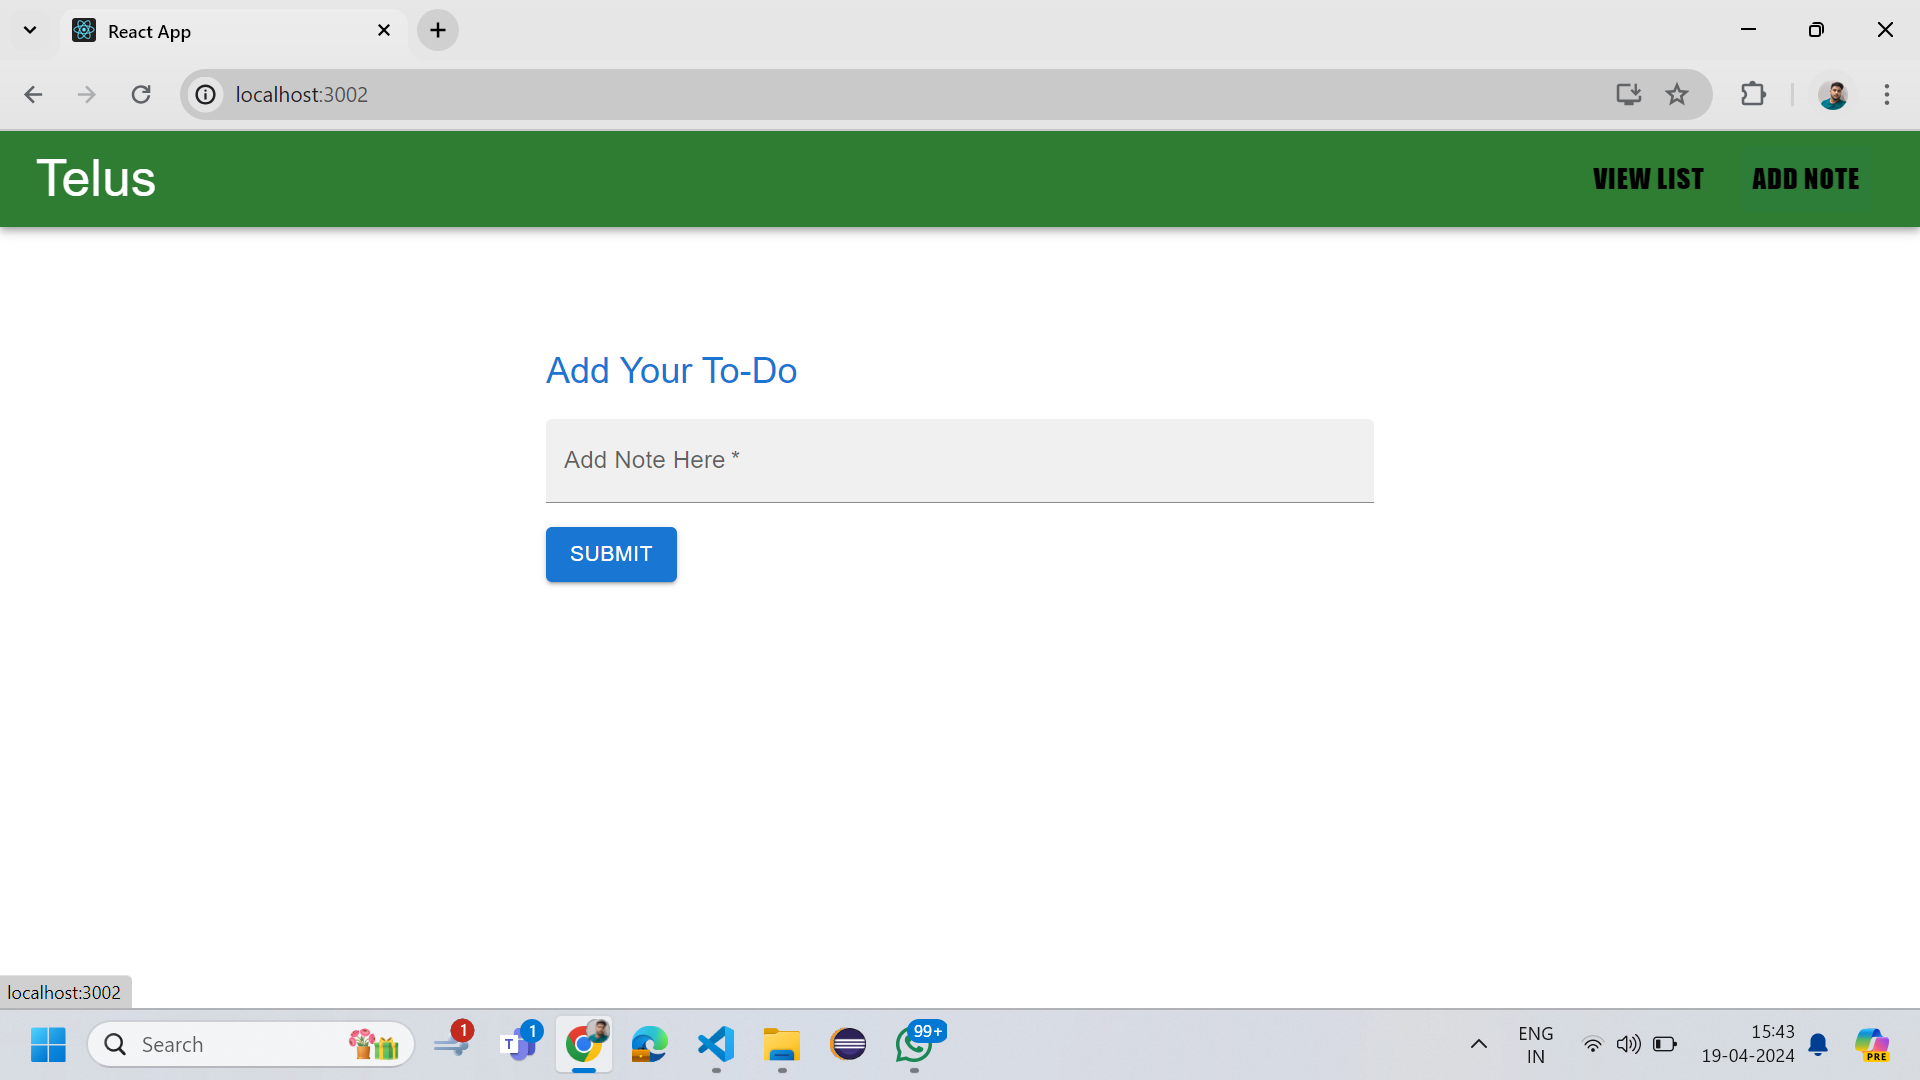 React App
localhost:3002
Telus
VIEW LIST
ADD NOTE
Add Your To-Do
Add Note Here *
SUBMIT
localhost:3002
Search
1
T
1
99+
ENG
IN
15:43
19-04-2024
PRE